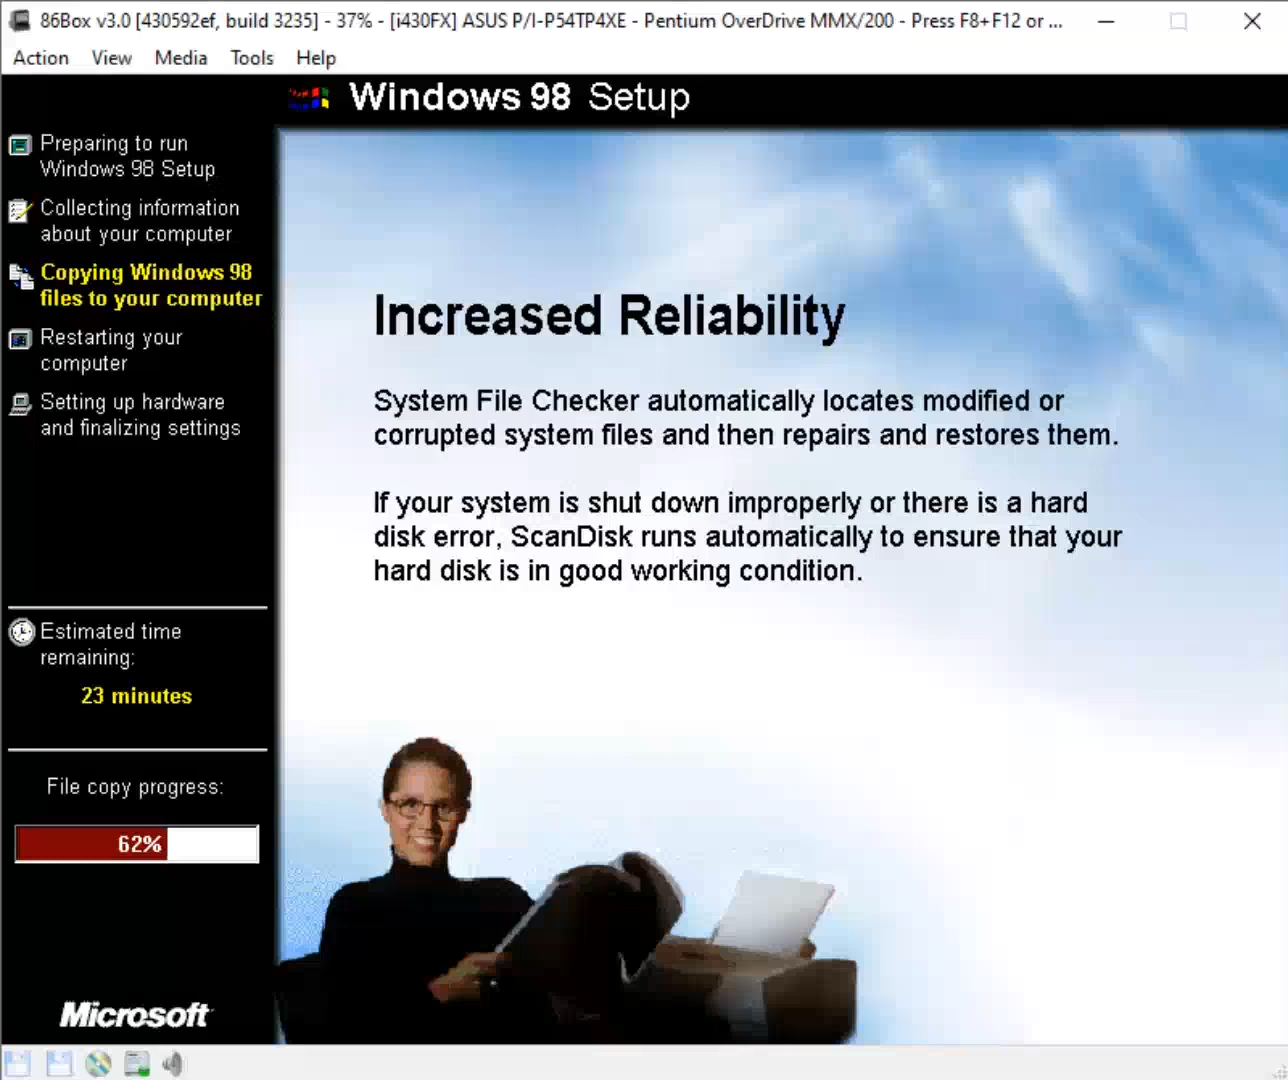 86Box v3.0 [430592ef, build 3235] - 37% - [i430FX] ASUS P/I-P54TP4XE - Pentium OverDrive MMX/200 - Press F8+F12 or ...
Action View Media Tools Help
Windows 98 Setup
Preparing to run
Windows 98 Setup
Collecting information
about your computer
Copying Windows 98
files to your computer
Restarting your
computer
Setting up hardware
and finalizing settings
Estimated time
remaining:
23 minutes
File copy progress:
62%
Microsoft
Increased Reliability
System File Checker automatically locates modified or
corrupted system files and then repairs and restores them.
If your system is shut down improperly or there is a hard
disk error, ScanDisk runs automatically to ensure that your
hard disk is in good working condition.